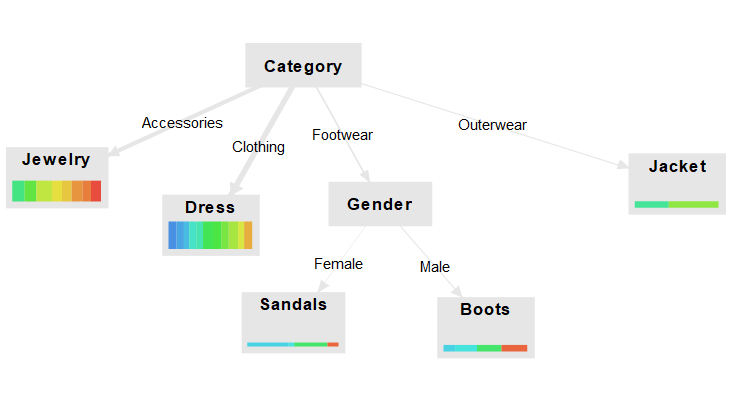 Category
Accessories
Clothing
Footwear
Outerwear
Jewelry
Dress
Gender
Jacket
Female
Male
Sandals
Boots